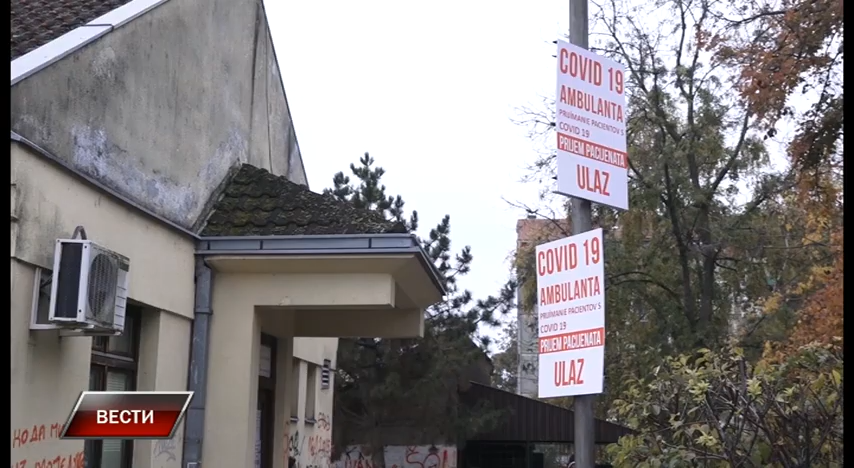 COVID 19
AMBULANTA
PRIJÍMANIE PACIENTOV S
COVID 19
PRIJEM PACIJENATA
ULAZ
COVID 19
AMBULANTA
PRIJÍMANIE PACIENTOV S
COVID 19
PRIJEM PACIJENATA
ULAZ
ВЕСТИ
КОДА